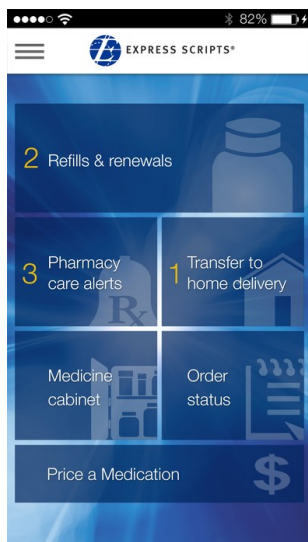 82%
EXPRESS SCRIPTS®
2 Refills & renewals
3 Pharmacy
care alerts
Rx
1 Transfer to
home delivery
Medicine
cabinet
Order
status
Price a Medication
$